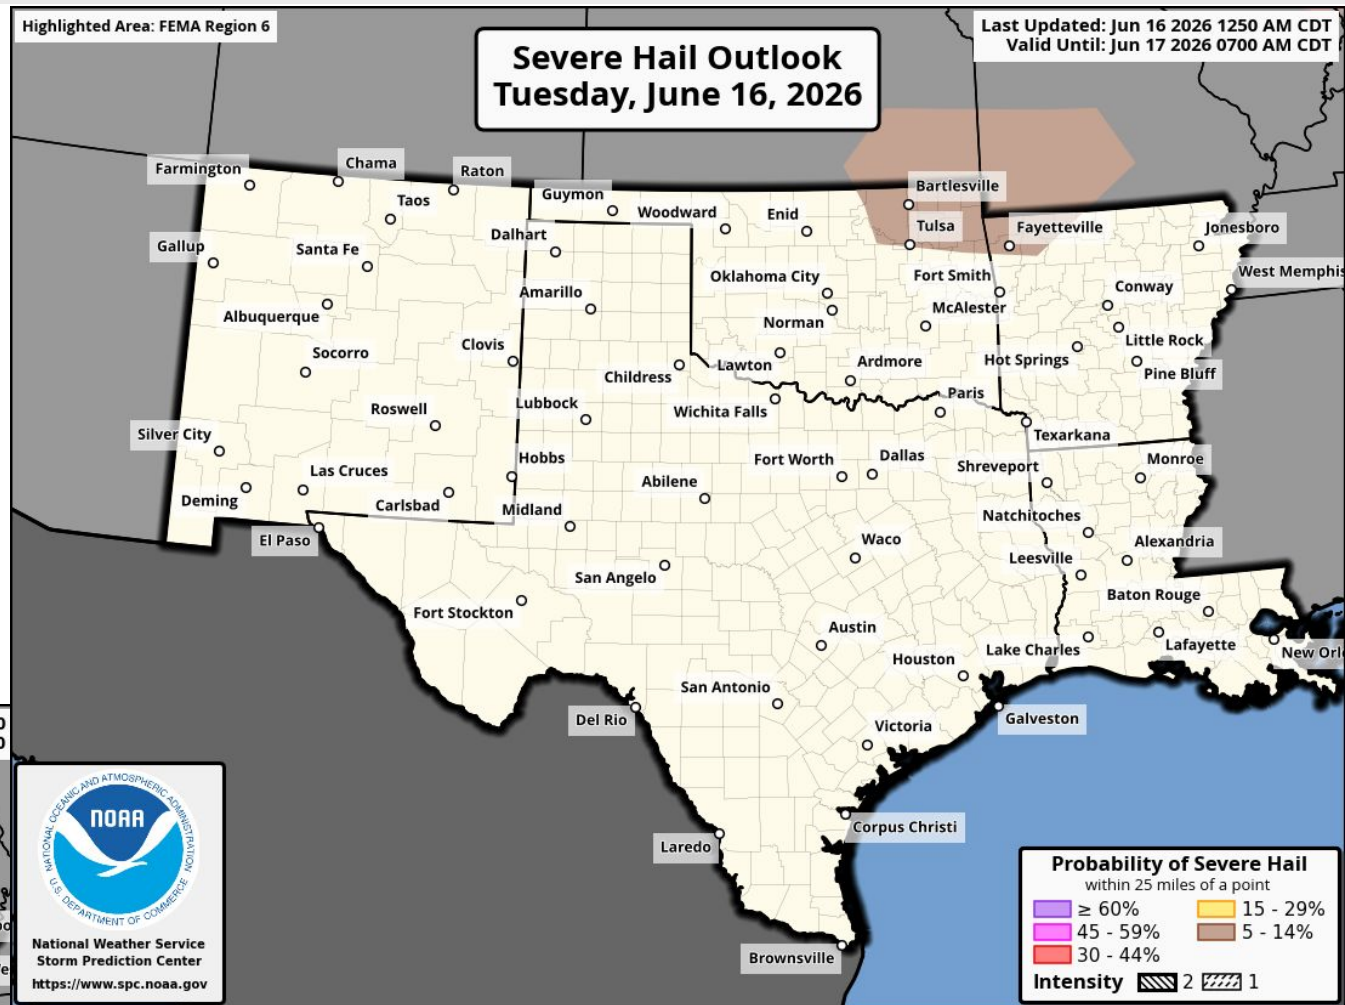 Highlighted Area: FEMA Region 6
Severe Hail Outlook
Tuesday, June 16, 2026
Last Updated: Jun 16 2026 1250 AM CDT
Valid Until: Jun 17 2026 0700 AM CDT
Farmington
Chama
Raton
Taos
Guymon
Woodward
Enid
Bartlesville
Tulsa
Fayetteville
Jonesboro
Gallup
Santa Fe
Dalhart
Oklahoma City
Fort Smith
West Memphis
Albuquerque
Amarillo
Norman
McAlester
Conway
Socorro
Clovis
Childress
Lawton
Ardmore
Hot Springs
Little Rock
Pine Bluff
Roswell
Lubbock
Wichita Falls
Paris
Silver City
Texarkana
Las Cruces
Hobbs
Abilene
Fort Worth
Dallas
Shreveport
Monroe
Deming
Carlsbad
Midland
Natchitoches
El Paso
San Angelo
Waco
Leesville
Alexandria
Fort Stockton
Baton Rouge
Austin
Houston
Lake Charles
Lafayette
New Orl
San Antonio
Del Rio
Victoria
Galveston
Laredo
Corpus Christi
Brownsville
0
0
NATIONAL OCEANIC AND ATMOSPHERIC ADMINISTRATION
NOAA
U.S. DEPARTMENT OF COMMERCE
National Weather Service
Storm Prediction Center
https://www.spc.noaa.gov
Probability of Severe Hail
within 25 miles of a point
≥ 60%
15 - 29%
45 - 59%
5 - 14%
30 - 44%
Intensity 2 1